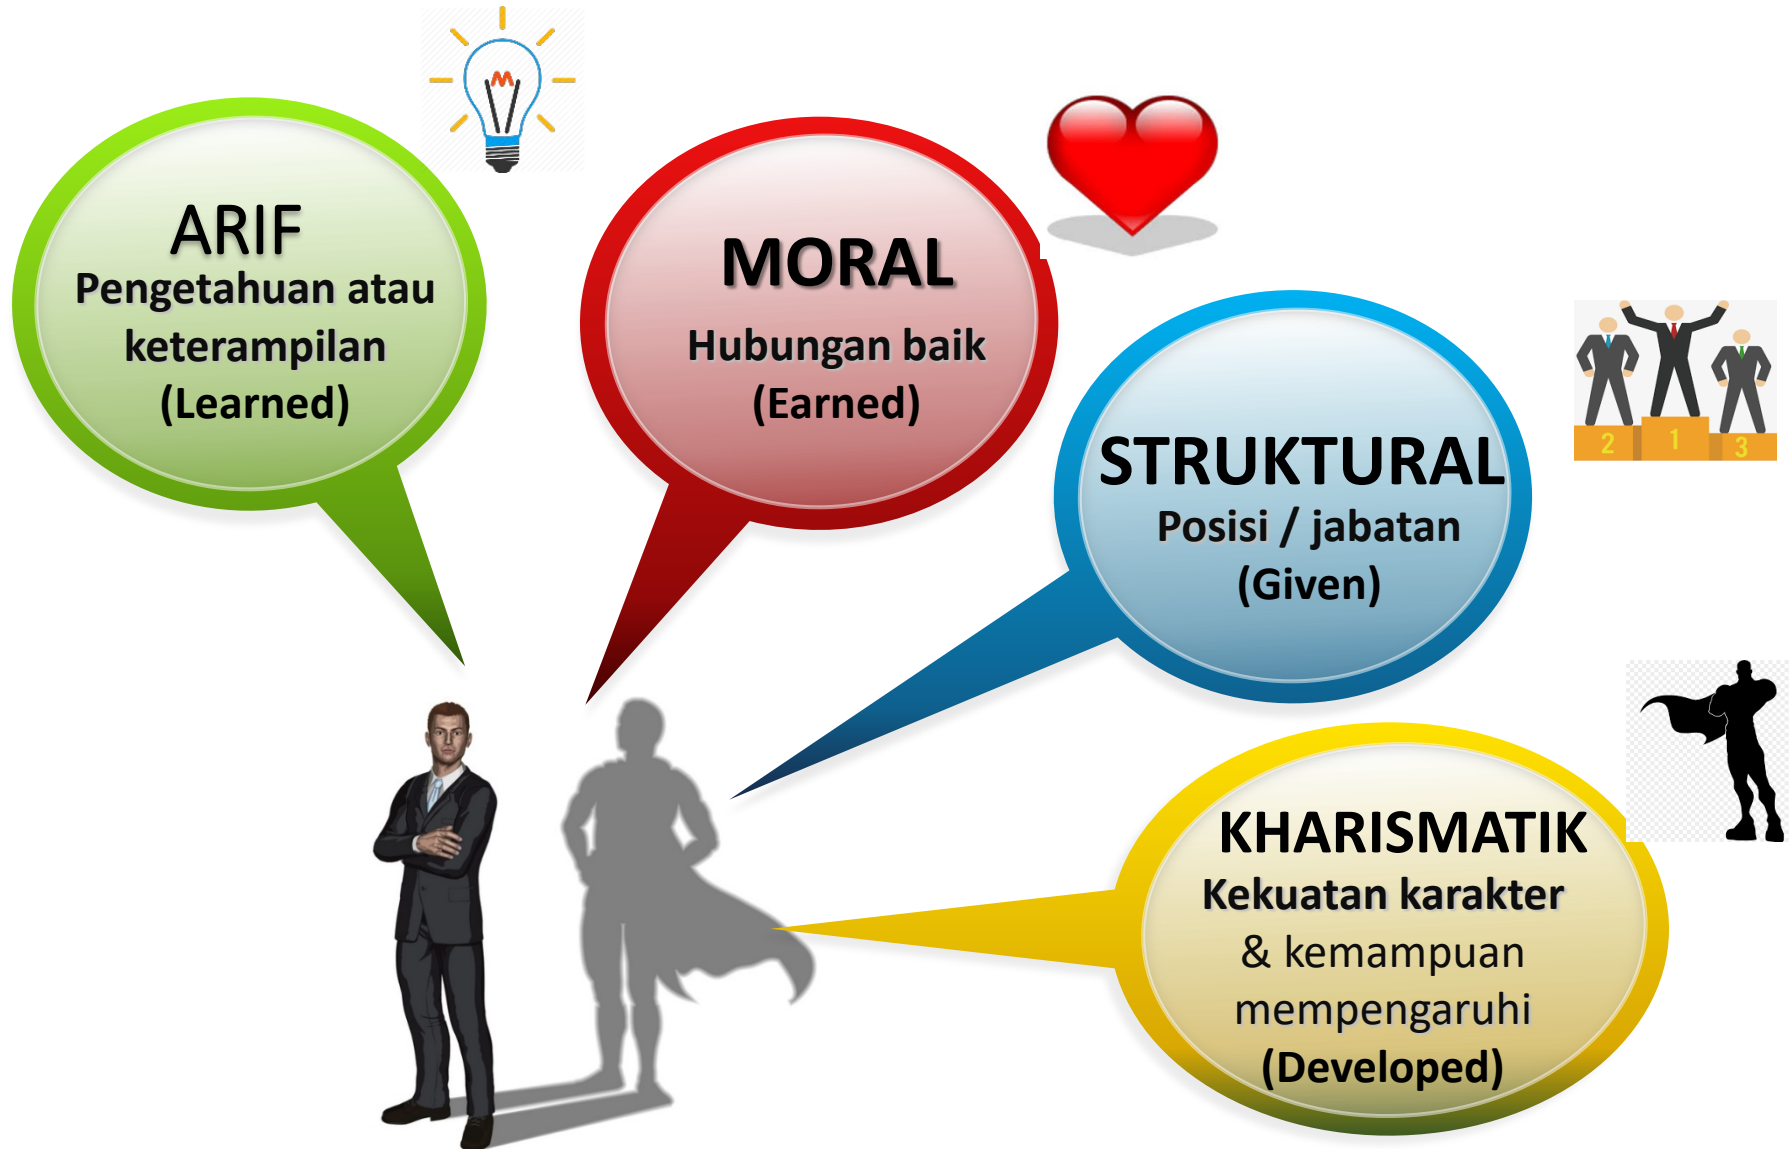 ARIF
Pengetahuan atau
keterampilan
(Learned)
MORAL
Hubungan baik
(Earned)
STRUKTURAL
Posisi / jabatan
(Given)
2
1
3
KHARISMATIK
Kekuatan karakter
& kemampuan
mempengaruhi
(Developed)